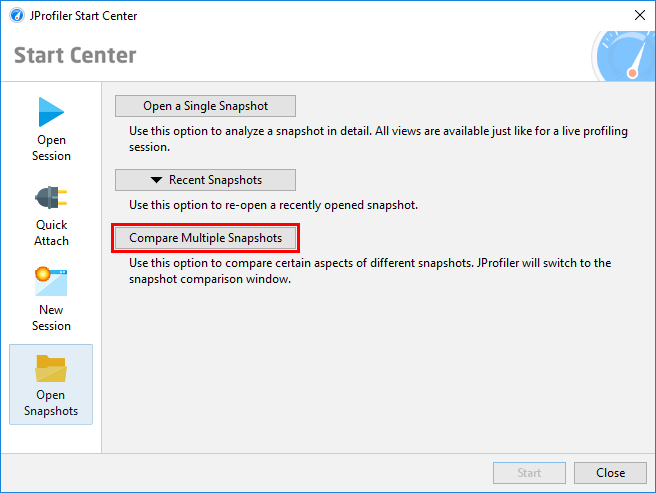 JProfiler Start Center
Start Center
Open
Session
Quick
Attach
New
Session
Open
Snapshots
Open a Single Snapshot
Use this option to analyze a snapshot in detail. All views are available just like for a live profiling
session.
Recent Snapshots
Use this option to re-open a recently opened snapshot.
Compare Multiple Snapshots
Use this option to compare certain aspects of different snapshots. JProfiler will switch to the
snapshot comparison window.
Start
Close